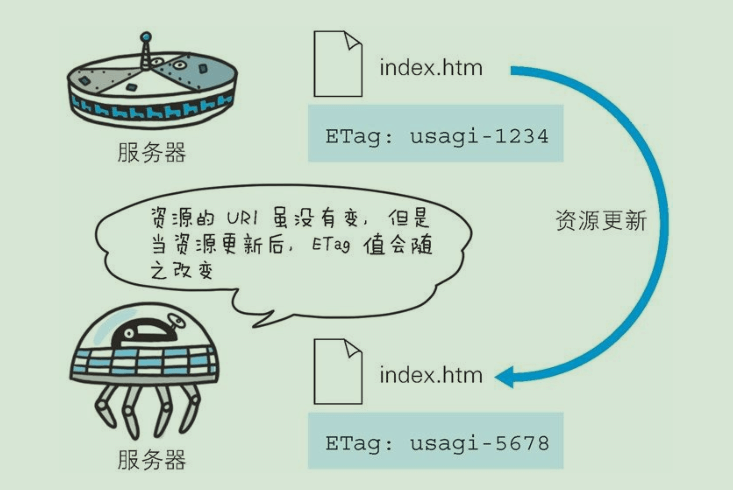 index.htm
ETag: usagi-1234
服务器
资源更新
资源的 URI 虽没有变，但是
当资源更新后，ETag 值会随
之改变
index.htm
ETag: usagi-5678
服务器